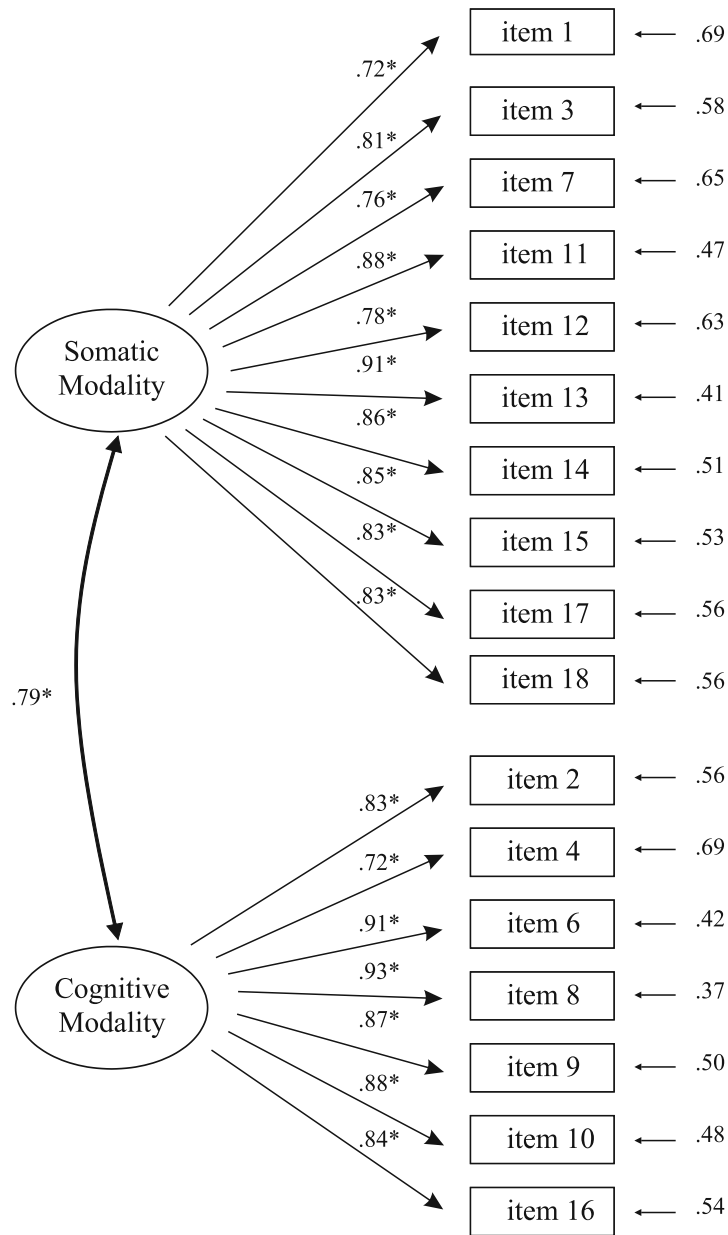 item 1
.69
.72*
item 3
.58
.81*
item 7
.65
.76*
item 11
.47
.88*
item 12
.63
.78*
Somatic
Modality
item 13
.41
.91*
item 14
.51
.86*
item 15
.53
.85*
item 17
.56
.83*
item 18
.56
.83*
.79*
item 2
.56
.83*
item 4
.69
.72*
item 6
.42
.91*
item 8
.37
.93*
Cognitive
Modality
item 9
.50
.87*
item 10
.48
.88*
item 16
.54
.84*